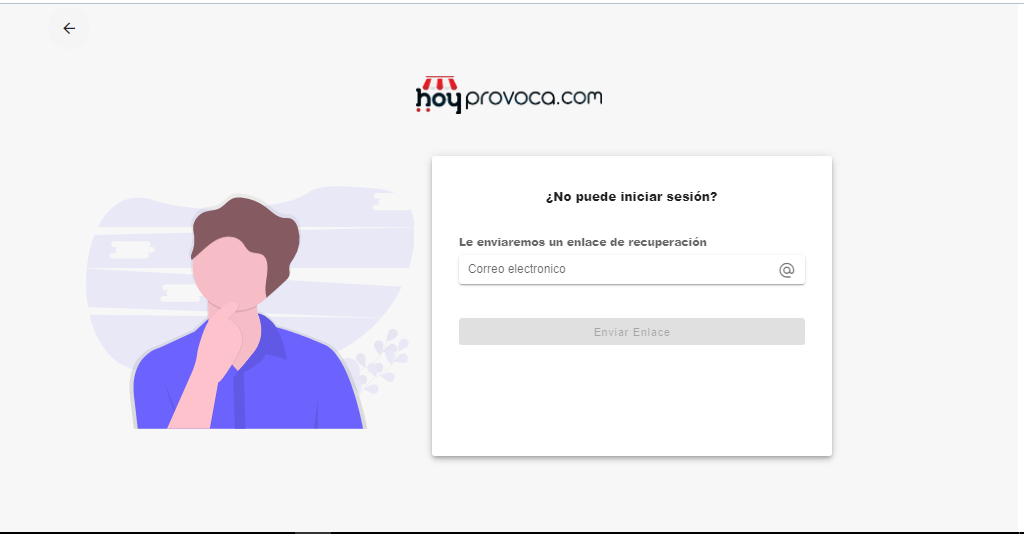 hoyprovoca.com
¿No puede iniciar sesión?
Le enviaremos un enlace de recuperación
Correo electronico @
Enviar Enlace